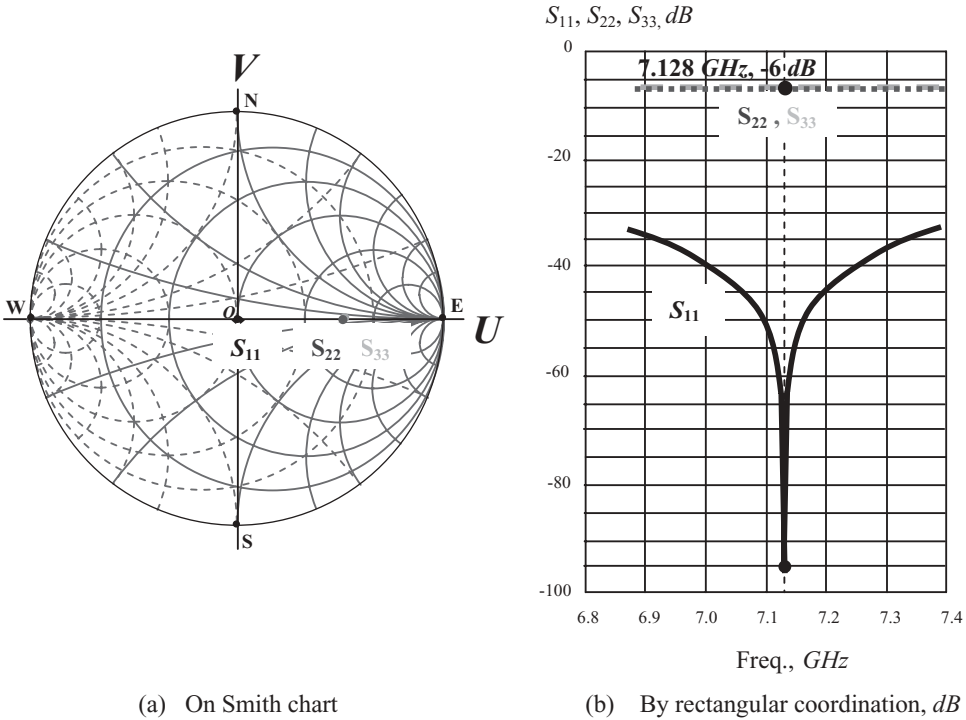 S11, S22, S33, dB
V
N
W
O
E
U
S11
S22
S33
S
0
-20
-40
-60
-80
-100
7.128 GHz, -6 dB
S22 , S33
S11
6.8 6.9 7.0 7.1 7.2 7.3 7.4
Freq., GHz
(a) On Smith chart
(b) By rectangular coordination, dB